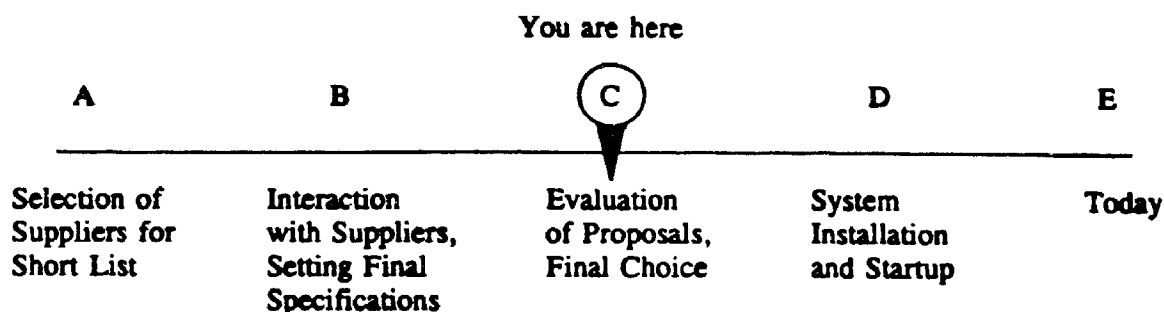 You are here
A B C D E
Selection of Suppliers for Short List
Interaction with Suppliers, Setting Final Specifications
Evaluation of Proposals, Final Choice
System Installation and Startup
Today